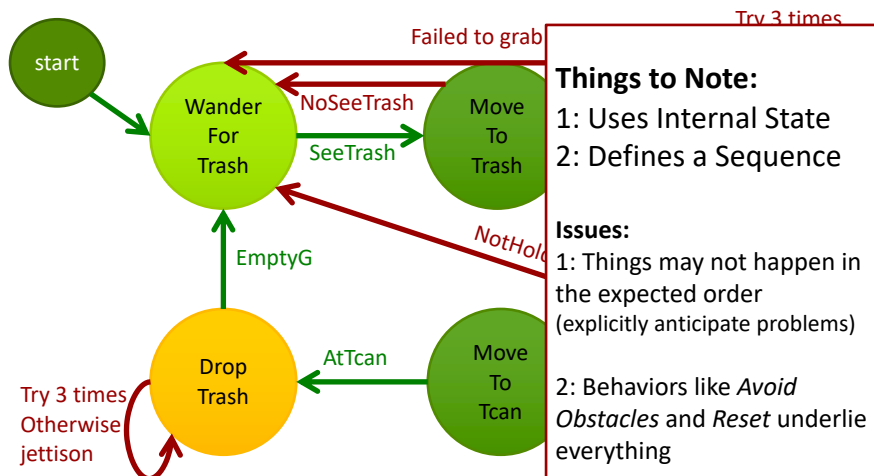 Try 3 times
Failed to grab
start
Things to Note:
Wander
For
Trash
NoSeeTrash
Move
To
Trash
1: Uses Internal State
SeeTrash
2: Defines a Sequence
Issues:
EmptyG
1: Things may not happen in
the expected order
(explicitly anticipate problems)
Drop
Trash
AtTcan
Move
To
Tcan
Try 3 times
Otherwise
jettison
2: Behaviors like Avoid
Obstacles and Reset underlie
everything